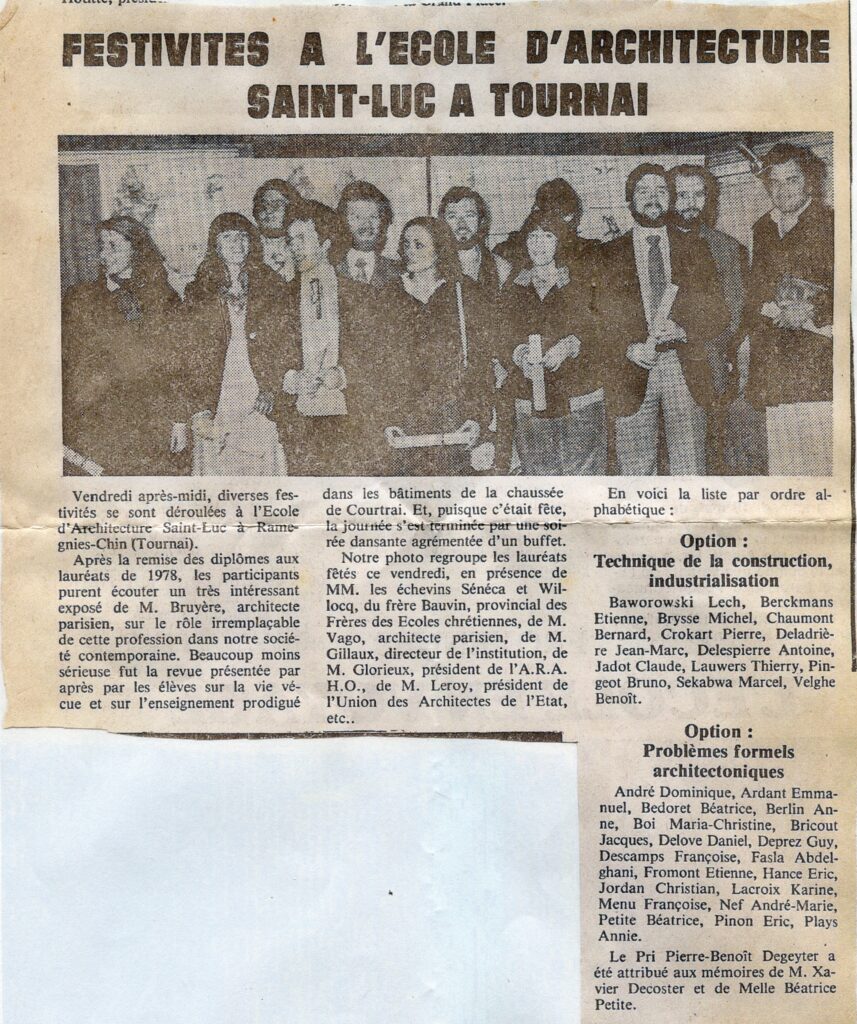 la Grand Place.
FESTIVITES A L'ECOLE D'ARCHITECTURE
SAINT-LUC A TOURNAI
Vendredi après-midi, diverses fes-
tivités se sont déroulées à l'Ecole
d'Architecture Saint-Luc à Rame-
gnies-Chin (Tournai).
Après la remise des diplômes aux
lauréats de 1978, les participants
purent écouter un très intéressant
exposé de M. Bruyère, architecte
parisien, sur le rôle irremplaçable
de cette profession dans notre socié-
té contemporaine. Beaucoup moins
sérieuse fut la revue présentée par
après par les élèves sur la vie vé-
cue et sur l'enseignement prodigué
dans les bâtiments de la chaussée
de Courtrai. Et, puisque c'était fête,
la journée s'est terminée par une soi-
rée dansante agrémentée d'un buffet.
Notre photo regroupe les lauréats
fêtés ce vendredi, en présence de
MM. les échevins Sénéca et Wil-
locq, du frère Bauvin, provincial des
Frères des Ecoles chrétiennes, de M.
Vago, architecte parisien, de M.
Gillaux, directeur de l'institution, de
M. Glorieux, président de l'A.R.A.
H.O., de M. Leroy, président de
l'Union des Architectes de l'Etat,
etc..
En voici la liste par ordre al-
phabétique :
Option :
Technique de la construction,
industrialisation
Baworowski Lech, Berckmans
Etienne, Brysse Michel, Chaumont
Bernard, Crokart Pierre, Deladriè-
re Jean-Marc, Delespierre Antoine,
Jadot Claude, Lauwers Thierry, Pin-
geot Bruno, Sekabwa Marcel, Velghe
Benoît.
Option :
Problèmes formels
architectoniques
André Dominique, Ardant Emma-
nuel, Bedoret Béatrice, Berlin An-
ne, Boi Maria-Christine, Bricout
Jacques, Delove Daniel, Deprez Guy,
Descamps Françoise, Fasla Abdel-
ghani, Fromont Etienne, Hance Eric,
Jordan Christian, Lacroix Karine,
Menu Françoise, Nef André-Marie,
Petite Béatrice, Pinon Eric, Plays
Annie.
Le Pri Pierre-Benoît Degeyter a
été attribué aux mémoires de M. Xa-
vier Decoster et de Melle Béatrice
Petite.